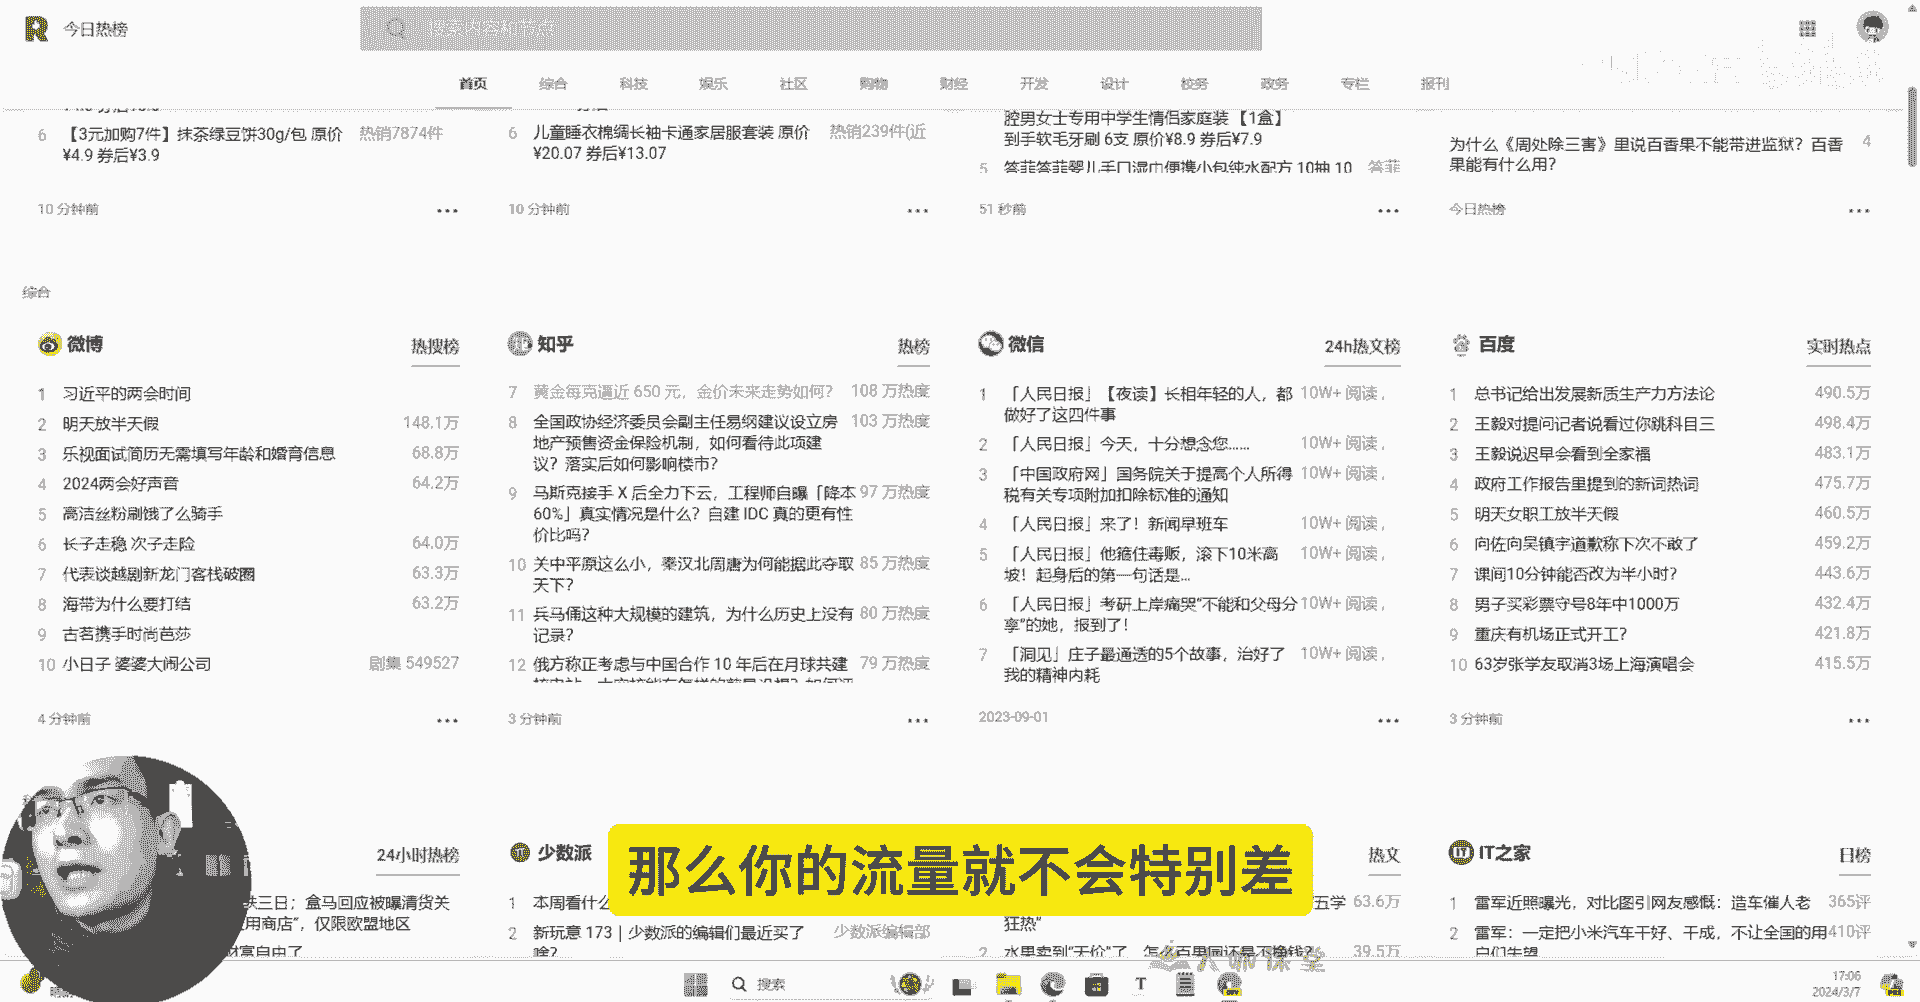 今日热榜
搜索内容和节点
首页 综合 科技 娱乐 社区 购物 财经 开发 设计 校务 政务 专栏 报刊
6 【3元加购7件】抹茶绿豆饼30g/包 原价 热销7874件
¥4.9 券后¥3.9
10 分钟前
6 儿童睡衣棉绸长袖卡通家居服套装 原价 热销239件(近
¥20.07 券后¥13.07
10 分钟前
腔男女士专用中学生情侣家庭装 【1盒】
到手软毛牙刷 6支 原价¥8.9 券后¥7.9
5 答菲答菲婴儿手口湿巾便携小包纯水配方 10抽 10 答菲
51 秒前
为什么《周处除三害》里说百香果不能带进监狱？百香 4
果能有什么用？
今日热榜
综合
微博 热搜榜
1 习近平的两会时间
2 明天放半天假 148.1万
3 乐视面试简历无需填写年龄和婚育信息 68.8万
4 2024两会好声音 64.2万
5 高洁丝粉刷饿了么骑手
6 长子走稳 次子走险 64.0万
7 代表谈越剧新龙门客栈破圈 63.3万
8 海带为什么要打结 63.2万
9 古茗携手时尚芭莎
10 小日子 婆婆大闹公司 剧集 549527
4 分钟前
知乎 热榜
7 黄金每克逼近 650 元，金价未来走势如何？ 108 万热度
8 全国政协经济委员会副主任易纲建议设立房 103 万热度
地产预售资金保险机制，如何看待此项建
议？落实后如何影响楼市？
9 马斯克接手 X 后全力下云，工程师自曝「降本 97 万热度
60%」真实情况是什么？自建 IDC 真的更有性
价比吗？
10 关中平原这么小，秦汉北周唐为何能据此夺取 85 万热度
天下？
11 兵马俑这种大规模的建筑，为什么历史上没有 80 万热度
记录？
12 俄方称正考虑与中国合作 10 年后在月球共建 79 万热度
3 分钟前
微信 24h热文榜
1 「人民日报」【夜读】长相年轻的人，都 10W+ 阅读，
做好了这四件事
2 「人民日报」今天，十分想念您…… 10W+ 阅读，
3 「中国政府网」国务院关于提高个人所得 10W+ 阅读，
税有关专项附加扣除标准的通知
4 「人民日报」来了！新闻早班车 10W+ 阅读，
5 「人民日报」他箍住毒贩，滚下10米高 10W+ 阅读，
坡！起身后的第一句话是…
6 「人民日报」考研上岸痛哭“不能和父母分 10W+ 阅读，
享”的她，报到了！
7 「洞见」庄子最通透的5个故事，治好了 10W+ 阅读，
我的精神内耗
2023-09-01
百度 实时热点
1 总书记给出发展新质生产力方法论 490.5万
2 王毅对提问记者说看过你跳科目三 498.4万
3 王毅说迟早会看到全家福 483.1万
4 政府工作报告里提到的新词热词 475.7万
5 明天女职工放半天假 460.5万
6 向佐向吴镇宇道歉称下次不敢了 459.2万
7 课间10分钟能否改为半小时？ 443.6万
8 男子买彩票守号8年中1000万 432.4万
9 重庆有机场正式开工？ 421.8万
10 63岁张学友取消3场上海演唱会 415.5万
3 分钟前
24小时热榜
三日；盒马回应被曝清货关
用商店”，仅限欧盟地区
财富自由了
少数派
1 本周看什么
2 新玩意 173｜少数派的编辑们最近买了 少数派编辑部
啥？
热文
五学 63.6万
狂热”
2 水果卖到“天价”了，怎么百果园还是不挣钱？ 39.5万
IT之家 日榜
1 雷军近照曝光，对比图引网友感慨：造车催人老 365评
2 雷军：一定把小米汽车干好、干成，不让全国的用 410评
户们失望
那么你的流量就不会特别差
大师课堂
搜索
17:06
2024/3/7